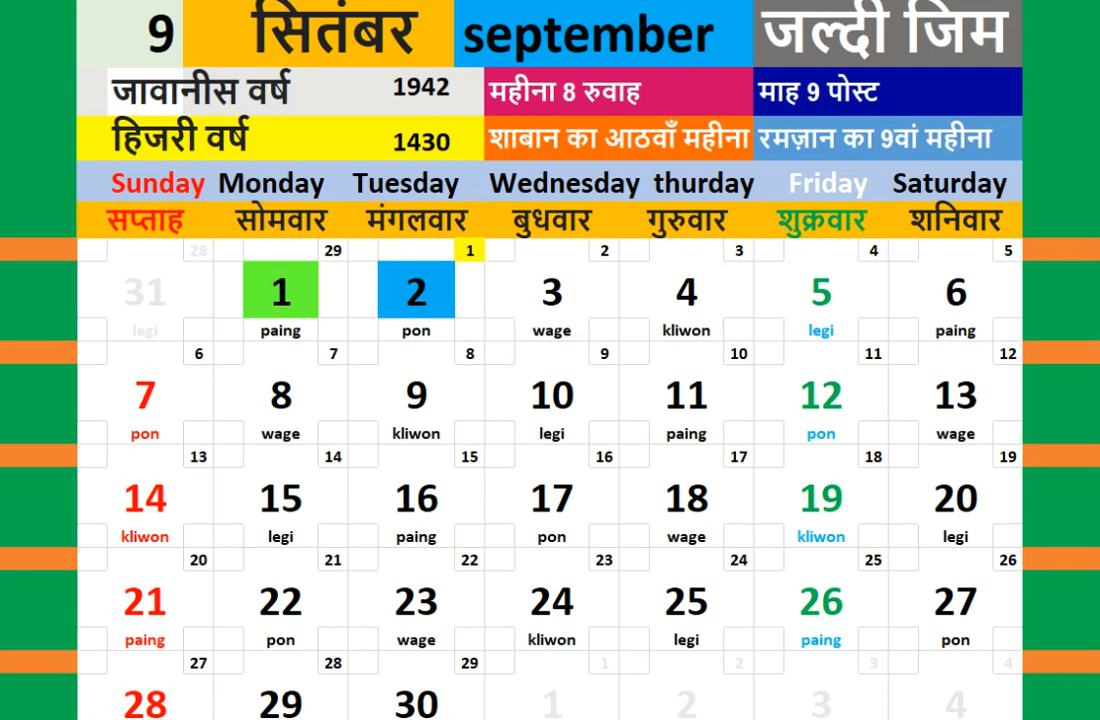 9 सितंबर september जल्दी जिम
जावानीस वर्ष 1942 महीना 8 रुवाह माह 9 पोस्ट
हिजरी वर्ष 1430 शाबान का आठवाँ महीना रमज़ान का 9वां महीना
Sunday Monday Tuesday Wednesday thurday Friday Saturday
सप्ताह सोमवार मंगलवार बुधवार गुरुवार शुक्रवार शनिवार
28 29 1 2 3 4 5
31 1 2 3 4 5 6
legi paing pon wage kliwon legi paing
6 7 8 9 10 11 12
7 8 9 10 11 12 13
pon wage kliwon legi paing pon wage
13 14 15 16 17 18 19
14 15 16 17 18 19 20
kliwon legi paing pon wage kliwon legi
20 21 22 23 24 25 26
21 22 23 24 25 26 27
paing pon wage kliwon legi paing pon
27 28 29 1 2 3 4
28 29 30 1 2 3 4